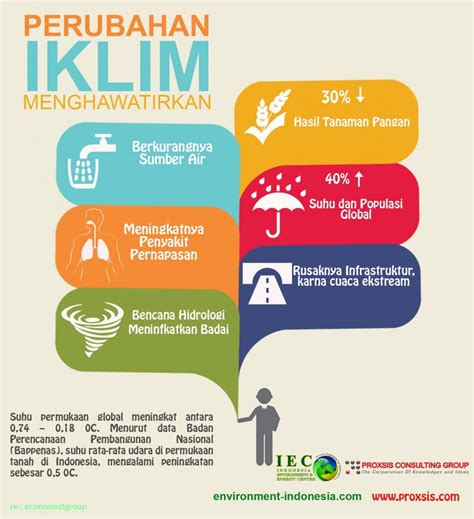 PERUBAHAN
IKLIM
MENGHAWATIRKAN
30% ↓
Hasil Tanaman Pangan
Berkurangnya
Sumber Air
40% ↑
Suhu dan Populasi
Global
Meningkatnya
Penyakit
Pernapasan
Rusaknya Infrastruktur,
karna cuaca ekstream
Bencana Hidrologi
Meninfkatkan Badai
Suhu permukaan global meningkat antara
0,74 – 0,18 0C. Menurut data Badan
Perencanaan Pembangunan Nasional
(Bappenas), suhu rata-rata udara di permukaan
tanah di Indonesia, mengalami peningkatan
sebesar 0,5 0C.
IEC
INDONESIA
ENVIRONMENT &
ENERGY CENTRE
PROXSIS CONSULTING GROUP
The Corporation Of Knowledges and Ideas
environment-indonesia.com www.proxsis.com
re : economistgroup